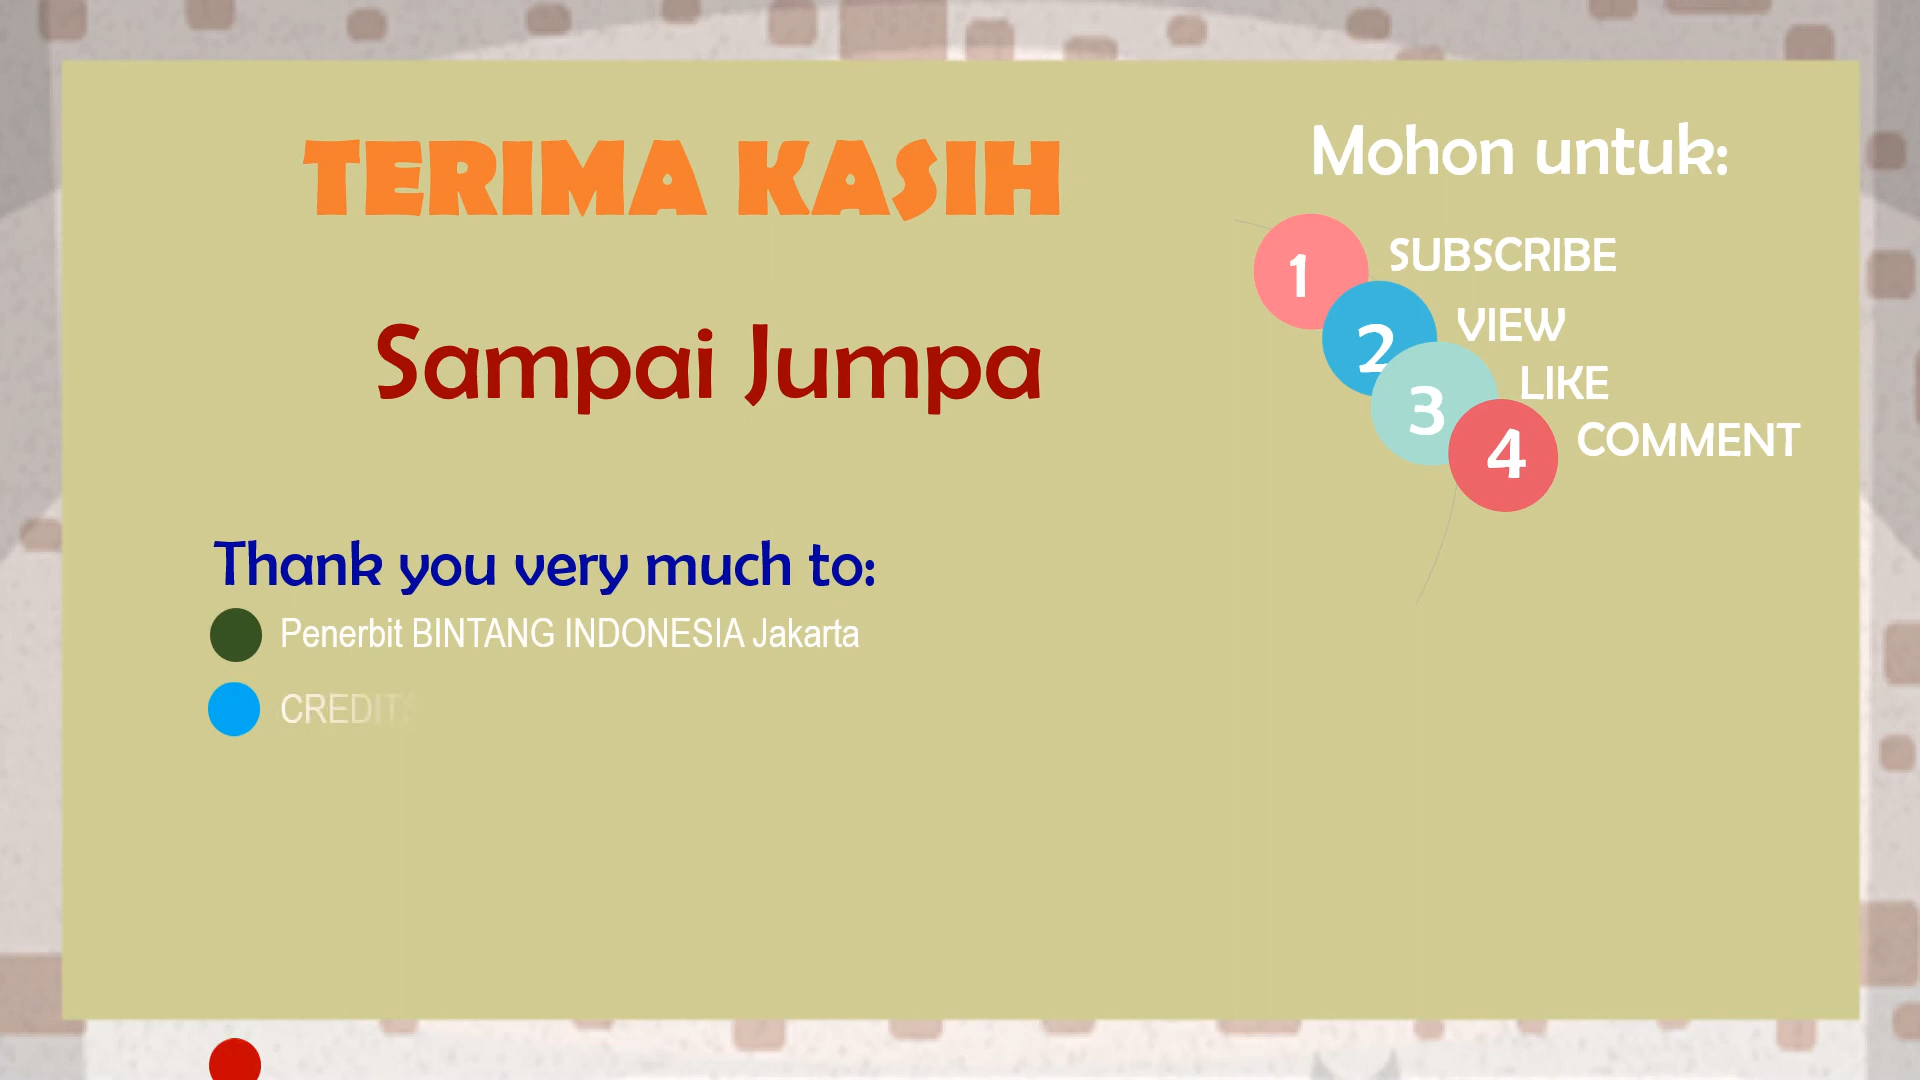 TERIMA KASIH
Sampai Jumpa
Thank you very much to:
Penerbit BINTANG INDONESIA Jakarta
Mohon untuk:
1 SUBSCRIBE
2 VIEW
3 LIKE
4 COMMENT